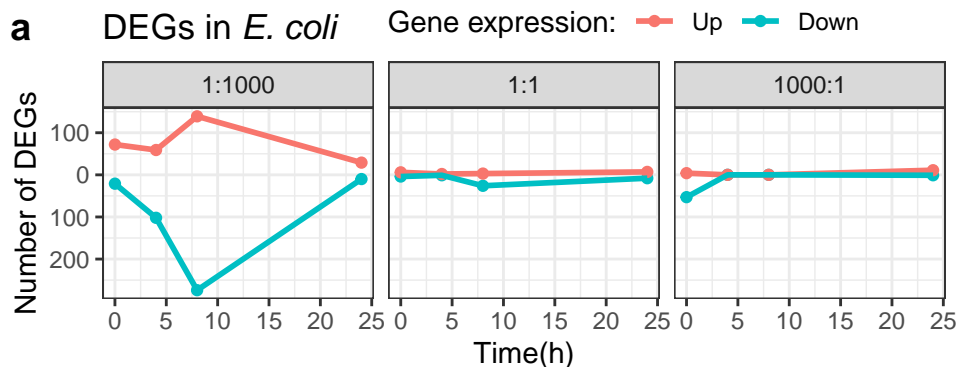 a DEGs in E. coli Gene expression: Up Down
1:1000 1:1 1000:1
Number of DEGs
100
0
100
200
0 5 10 15 20 25 0 5 10 15 20 25 0 5 10 15 20 25
Time(h)